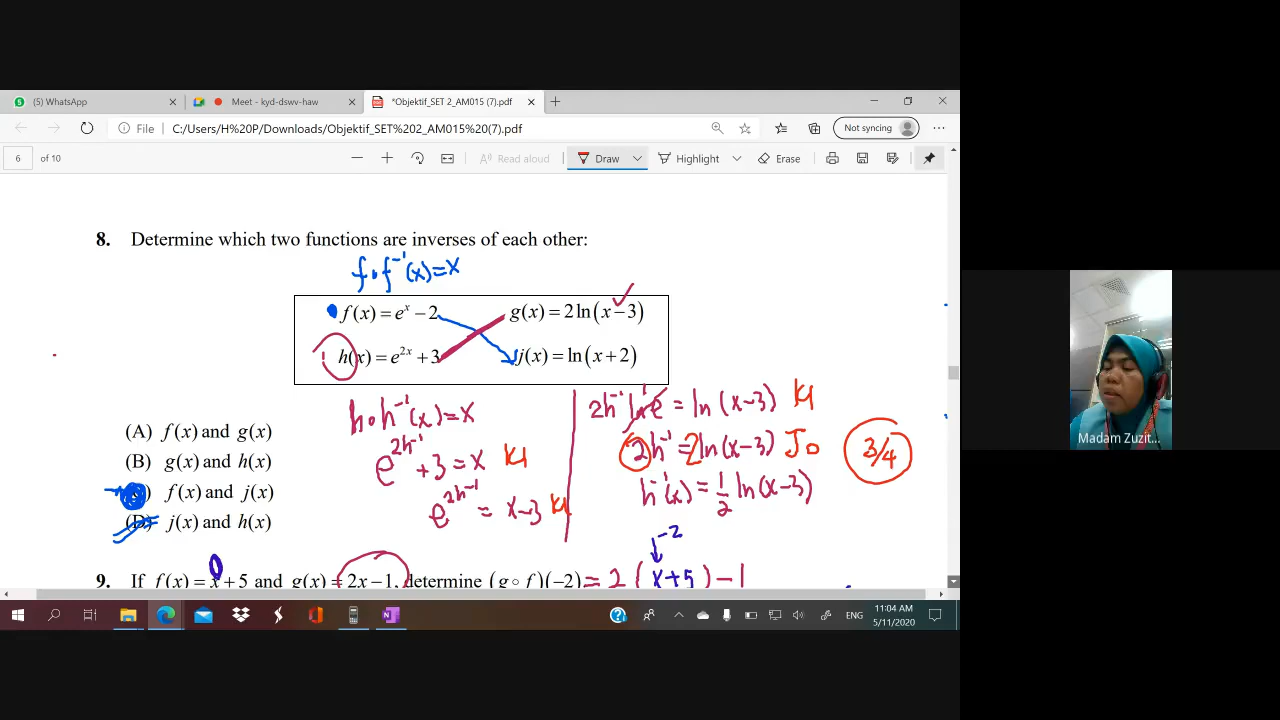 (5) WhatsApp
Meet - kyd-dswv-haw
*Objektif_SET 2_AM015 (7).pdf
File
C:/Users/H%20P/Downloads/Objektif_SET%202_AM015%20(7).pdf
Not syncing
6 of 10
Read aloud
Draw
Highlight
Erase
8. Determine which two functions are inverses of each other:
f∘f⁻¹(x)=x
f(x) = eˣ − 2
g(x) = 2 ln(x − 3)
h(x) = e²ˣ + 3
j(x) = ln(x + 2)
(A) f(x) and g(x)
(B) g(x) and h(x)
f(x) and j(x)
(D) j(x) and h(x)
h∘h⁻¹(x)=x
e^(2h⁻¹) + 3 = x K1
e^(2h⁻¹) = x−3 K1
2h⁻¹ ln e = ln(x−3) K1
2h⁻¹ = 2 ln(x−3) J0
h⁻¹(x) = 1/2 ln(x−3)
3/4
−2
9. If f(x) = x + 5 and g(x) = 2x − 1, determine (g ∘ f)(−2) = 2(x+5) − 1
Madam Zuzit...
ENG
11:04 AM
5/11/2020